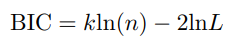 BIC = kln(n) − 2lnL